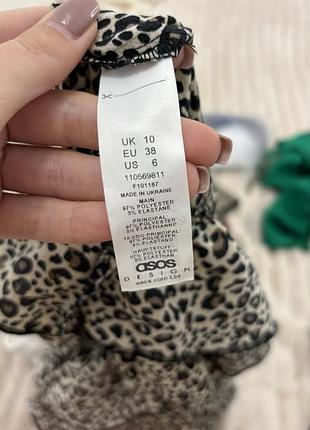 UK 10
EU 38
US 6
110569811
F101187
MADE IN UKRAINE
MAIN
97% POLYESTER
3% ELASTANE
PRINCIPAL
97% POLYESTER
3% ELASTHANNE
TEJIDO PRINCIPAL
97% POLIÉSTER
3% ELASTANO
HAUPTSTOFF
97% POLYESTER
3% ELASTAN
asos
DESIGN
asos.com Ltd